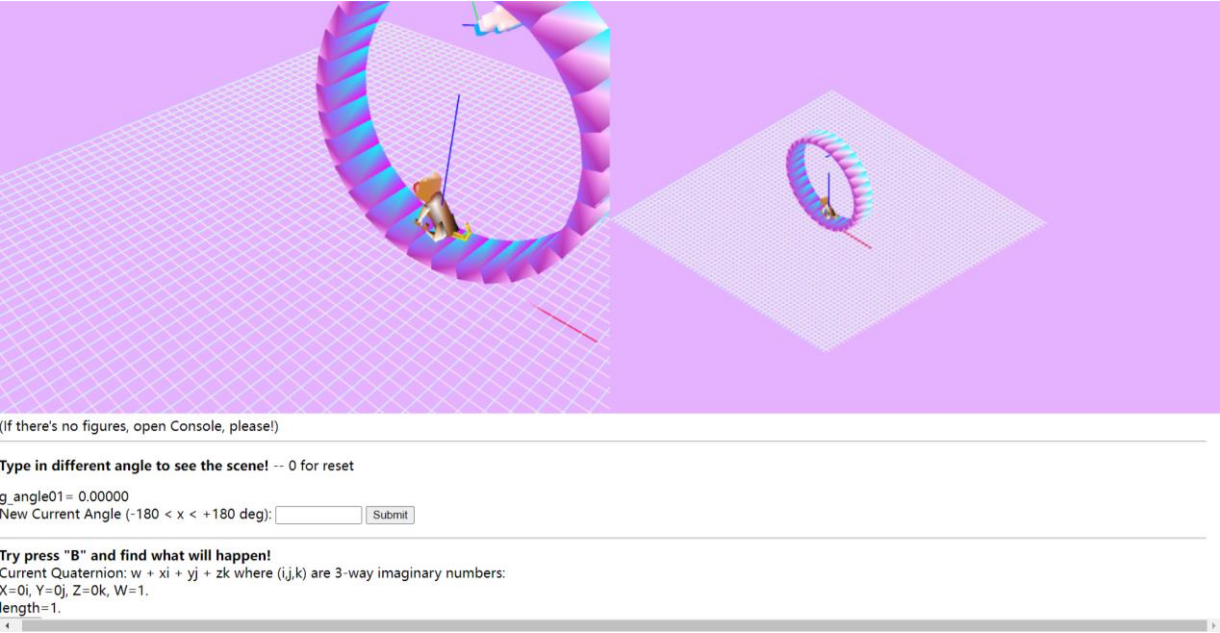 (If there's no figures, open Console, please!)
Type in different angle to see the scene! -- 0 for reset
g_angle01= 0.00000
New Current Angle (-180 < x < +180 deg): Submit
Try press "B" and find what will happen!
Current Quaternion: w + xi + yj + zk where (i,j,k) are 3-way imaginary numbers:
X=0i, Y=0j, Z=0k, W=1.
length=1.